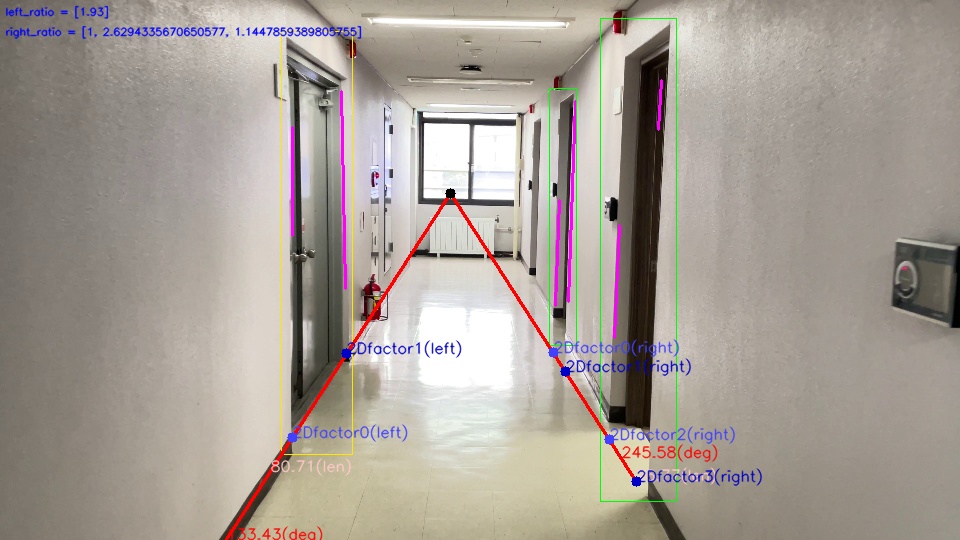 left_ratio = [1.93]
right_ratio = [1, 2.6294335670650577, 1.1447859389805755]
2Dfactor1(left)
2Dfactor0(right)
2Dfactor1(right)
2Dfactor0(left)
2Dfactor2(right)
245.58(deg)
80.71(len)
2Dfactor3(right)
33.43(deg)